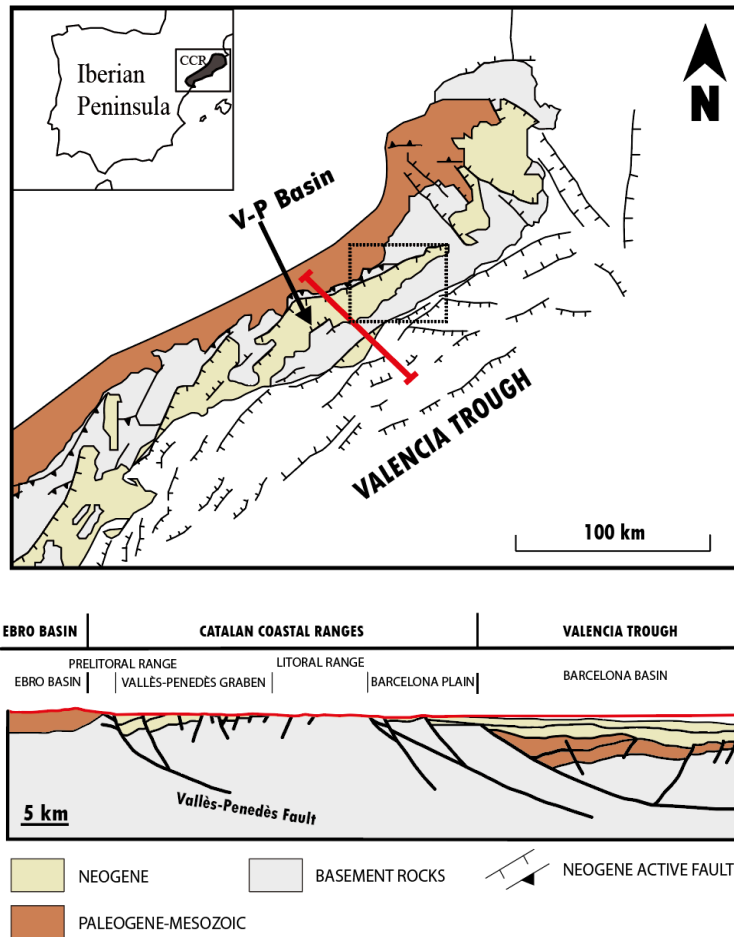 CCR
Iberian
Peninsula
N
V-P Basin
VALENCIA TROUGH
100 km
EBRO BASIN
CATALAN COASTAL RANGES
VALENCIA TROUGH
PRELITORAL RANGE
LITORAL RANGE
EBRO BASIN
VALLÈS-PENEDÈS GRABEN
BARCELONA PLAIN
BARCELONA BASIN
Vallès-Penedès Fault
5 km
NEOGENE
BASEMENT ROCKS
NEOGENE ACTIVE FAULT
PALEOGENE-MESOZOIC